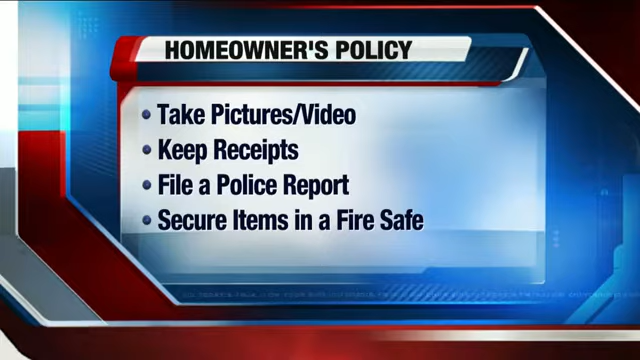 HOMEOWNER'S POLICY
• Take Pictures/Video
• Keep Receipts
• File a Police Report
• Secure Items in a Fire Safe